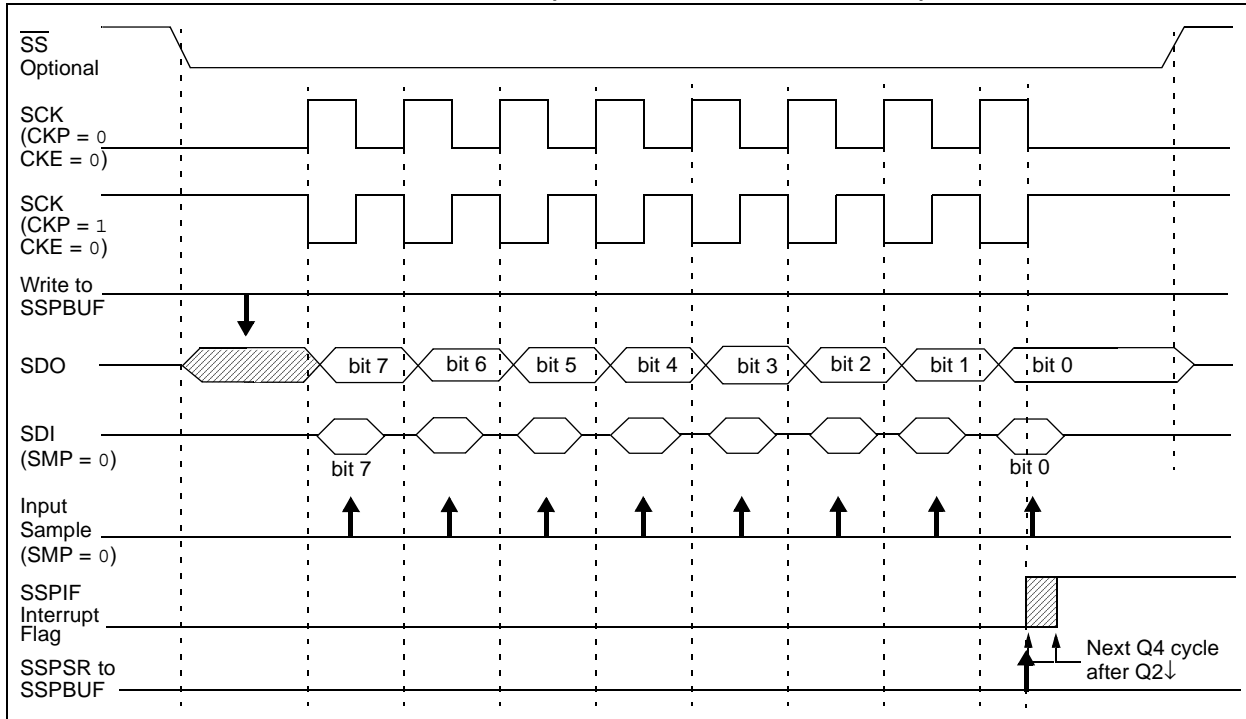 SS
Optional
SCK
(CKP = 0
CKE = 0)
SCK
(CKP = 1
CKE = 0)
Write to
SSPBUF
SDO
bit 7
bit 6
bit 5
bit 4
bit 3
bit 2
bit 1
bit 0
SDI
(SMP = 0)
bit 7
bit 0
Input
Sample
(SMP = 0)
SSPIF
Interrupt
Flag
Next Q4 cycle
after Q2↓
SSPSR to
SSPBUF